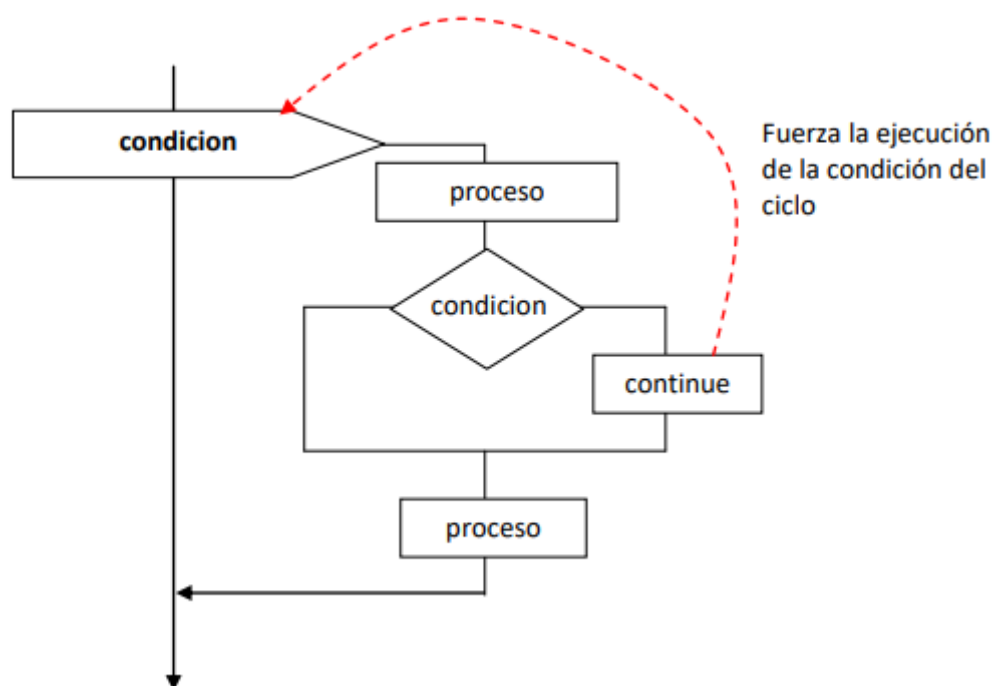 condicion
Fuerza la ejecución
de la condición del
ciclo
proceso
condicion
continue
proceso